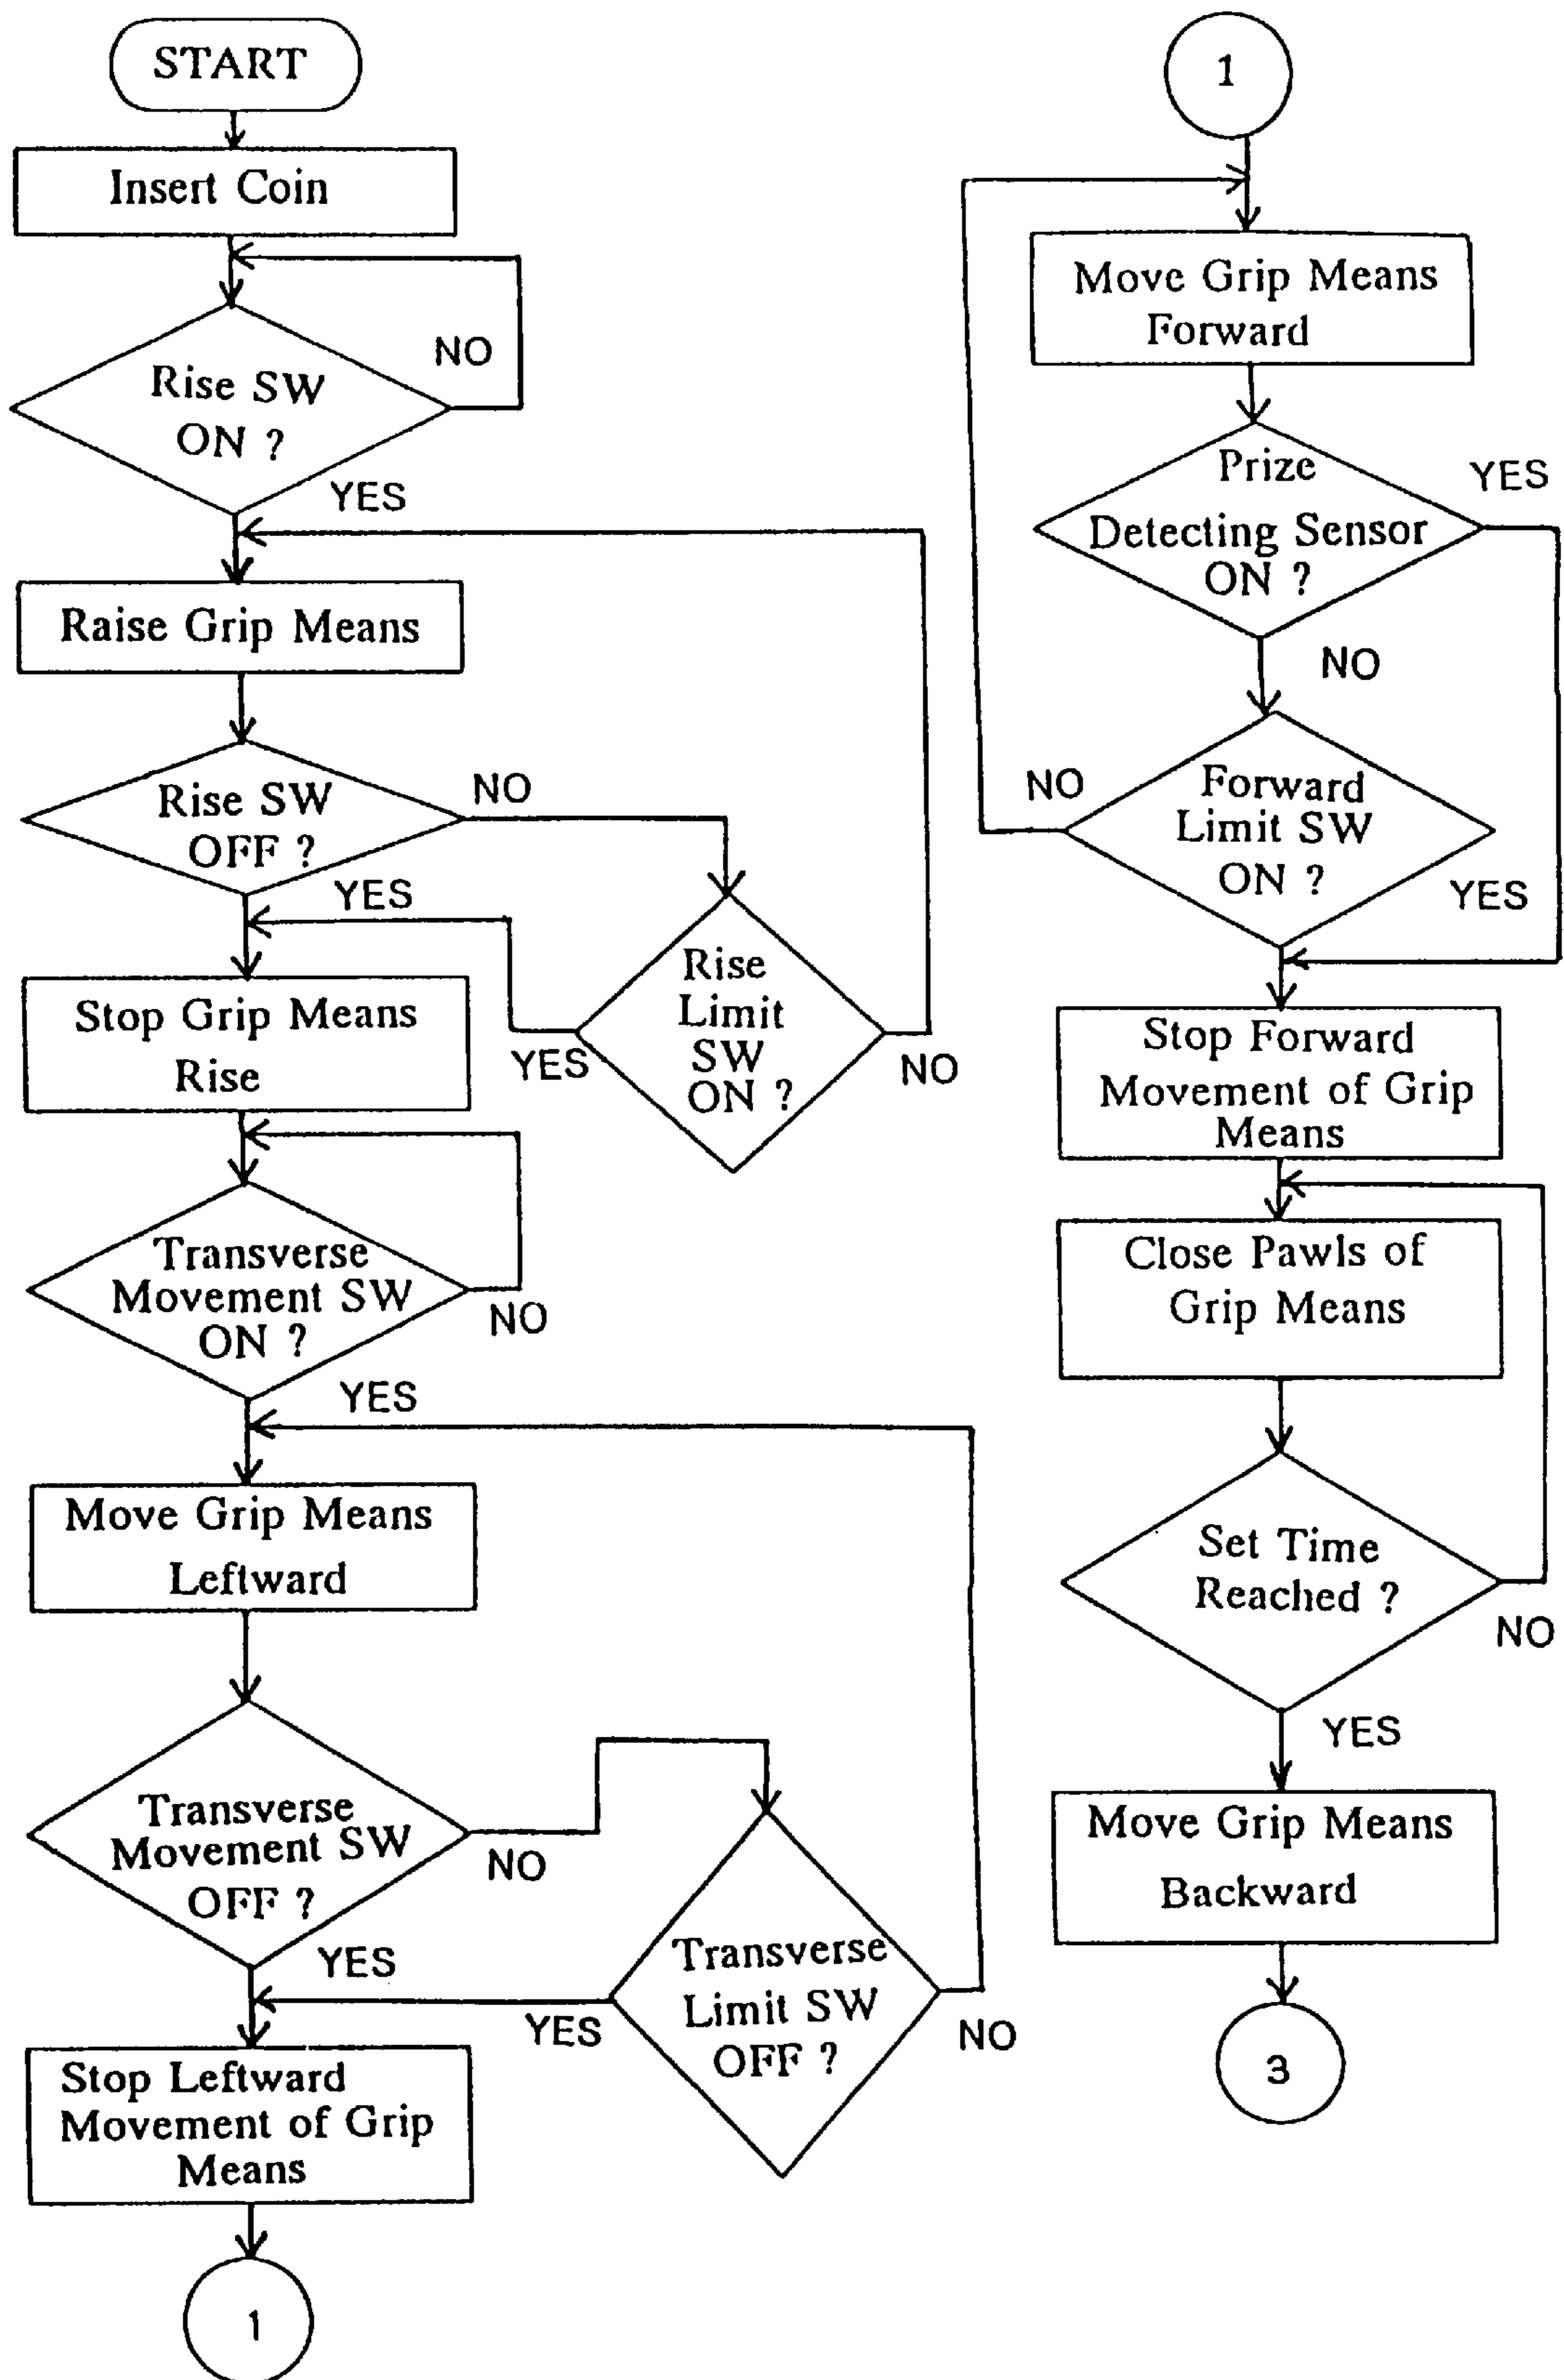 START
Insert Coin
NO
Rise SW
ON ?
YES
Raise Grip Means
Rise SW
OFF ?
NO
YES
Rise
Limit
SW
ON ?
YES
NO
Stop Grip Means
Rise
Transverse
Movement SW
ON ?
NO
YES
Move Grip Means
Leftward
Transverse
Movement SW
OFF ?
NO
YES
Transverse
Limit SW
OFF ?
YES
NO
Stop Leftward
Movement of Grip
Means
1
1
Move Grip Means
Forward
Prize
Detecting Sensor
ON ?
YES
NO
Forward
Limit SW
ON ?
NO
YES
Stop Forward
Movement of Grip
Means
Close Pawls of
Grip Means
Set Time
Reached ?
NO
YES
Move Grip Means
Backward
3